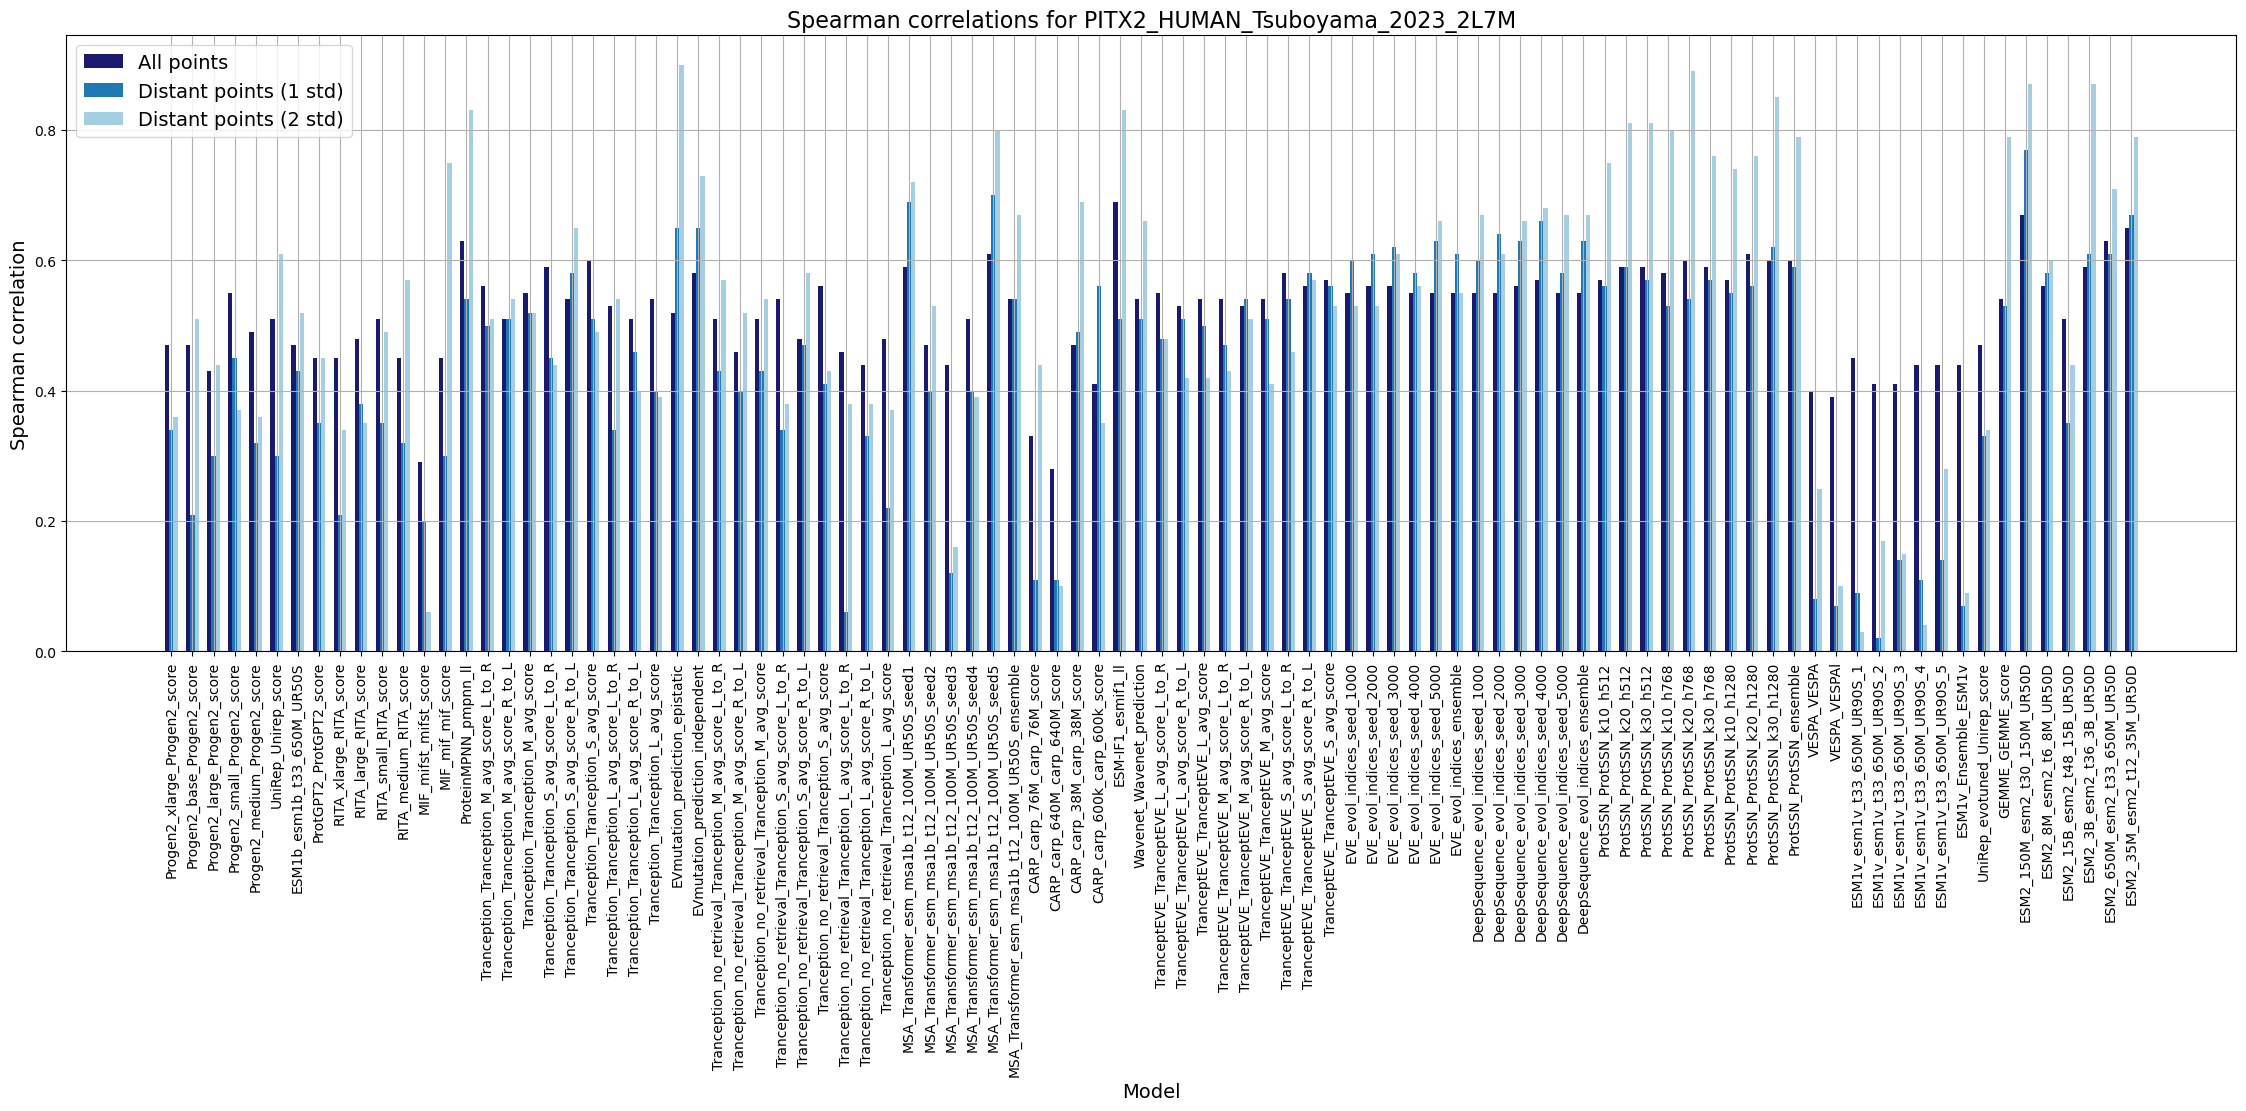 Spearman correlations for PITX2_HUMAN_Tsuboyama_2023_2L7M
All points
Distant points (1 std)
Distant points (2 std)
Spearman correlation
0.8
0.6
0.4
0.2
0.0
Progen2_xlarge_Progen2_score
Progen2_base_Progen2_score
Progen2_large_Progen2_score
Progen2_small_Progen2_score
Progen2_medium_Progen2_score
UniRep_Unirep_score
ESM1b_esm1b_t33_650M_UR50S
ProtGPT2_ProtGPT2_score
RITA_xlarge_RITA_score
RITA_large_RITA_score
RITA_small_RITA_score
RITA_medium_RITA_score
MIF_mifst_mifst_score
MIF_mif_mif_score
ProteinMPNN_pmpnn_ll
Tranception_Tranception_M_avg_score_L_to_R
Tranception_Tranception_M_avg_score_R_to_L
Tranception_Tranception_M_avg_score
Tranception_Tranception_S_avg_score_L_to_R
Tranception_Tranception_S_avg_score_R_to_L
Tranception_Tranception_S_avg_score
Tranception_Tranception_L_avg_score_L_to_R
Tranception_Tranception_L_avg_score_R_to_L
Tranception_Tranception_L_avg_score
EVmutation_prediction_epistatic
EVmutation_prediction_independent
Tranception_no_retrieval_Tranception_M_avg_score_L_to_R
Tranception_no_retrieval_Tranception_M_avg_score_R_to_L
Tranception_no_retrieval_Tranception_M_avg_score
Tranception_no_retrieval_Tranception_S_avg_score_L_to_R
Tranception_no_retrieval_Tranception_S_avg_score_R_to_L
Tranception_no_retrieval_Tranception_S_avg_score
Tranception_no_retrieval_Tranception_L_avg_score_L_to_R
Tranception_no_retrieval_Tranception_L_avg_score_R_to_L
Tranception_no_retrieval_Tranception_L_avg_score
MSA_Transformer_esm_msa1b_t12_100M_UR50S_seed1
MSA_Transformer_esm_msa1b_t12_100M_UR50S_seed2
MSA_Transformer_esm_msa1b_t12_100M_UR50S_seed3
MSA_Transformer_esm_msa1b_t12_100M_UR50S_seed4
MSA_Transformer_esm_msa1b_t12_100M_UR50S_seed5
MSA_Transformer_esm_msa1b_t12_100M_UR50S_ensemble
CARP_carp_76M_carp_76M_score
CARP_carp_640M_carp_640M_score
CARP_38M_carp_38M_score
CARP_carp_600k_carp_600k_score
ESM-IF1_esmif1_ll
Wavenet_Wavenet_prediction
TranceptEVE_TranceptEVE_L_avg_score_L_to_R
TranceptEVE_TranceptEVE_L_avg_score_R_to_L
TranceptEVE_TranceptEVE_L_avg_score
TranceptEVE_TranceptEVE_M_avg_score_L_to_R
TranceptEVE_TranceptEVE_M_avg_score_R_to_L
TranceptEVE_TranceptEVE_M_avg_score
TranceptEVE_TranceptEVE_S_avg_score_L_to_R
TranceptEVE_TranceptEVE_S_avg_score_R_to_L
TranceptEVE_TranceptEVE_S_avg_score
EVE_evol_indices_seed_1000
EVE_evol_indices_seed_2000
EVE_evol_indices_seed_3000
EVE_evol_indices_seed_4000
EVE_evol_indices_seed_5000
EVE_evol_indices_ensemble
DeepSequence_evol_indices_seed_1000
DeepSequence_evol_indices_seed_2000
DeepSequence_evol_indices_seed_3000
DeepSequence_evol_indices_seed_4000
DeepSequence_evol_indices_seed_5000
DeepSequence_evol_indices_ensemble
ProtSSN_ProtSSN_k10_h512
ProtSSN_ProtSSN_k20_h512
ProtSSN_ProtSSN_k30_h512
ProtSSN_ProtSSN_k10_h768
ProtSSN_ProtSSN_k20_h768
ProtSSN_ProtSSN_k30_h768
ProtSSN_ProtSSN_k10_h1280
ProtSSN_ProtSSN_k20_h1280
ProtSSN_ProtSSN_k30_h1280
ProtSSN_ProtSSN_ensemble
VESPA_VESPA
VESPA_VESPAl
ESM1v_esm1v_t33_650M_UR90S_1
ESM1v_esm1v_t33_650M_UR90S_2
ESM1v_esm1v_t33_650M_UR90S_3
ESM1v_esm1v_t33_650M_UR90S_4
ESM1v_esm1v_t33_650M_UR90S_5
ESM1v_Ensemble_ESM1v
UniRep_evotuned_Unirep_score
GEMME_GEMME_score
ESM2_150M_esm2_t30_150M_UR50D
ESM2_8M_esm2_t6_8M_UR50D
ESM2_15B_esm2_t48_15B_UR50D
ESM2_3B_esm2_t36_3B_UR50D
ESM2_650M_esm2_t33_650M_UR50D
ESM2_35M_esm2_t12_35M_UR50D
Model